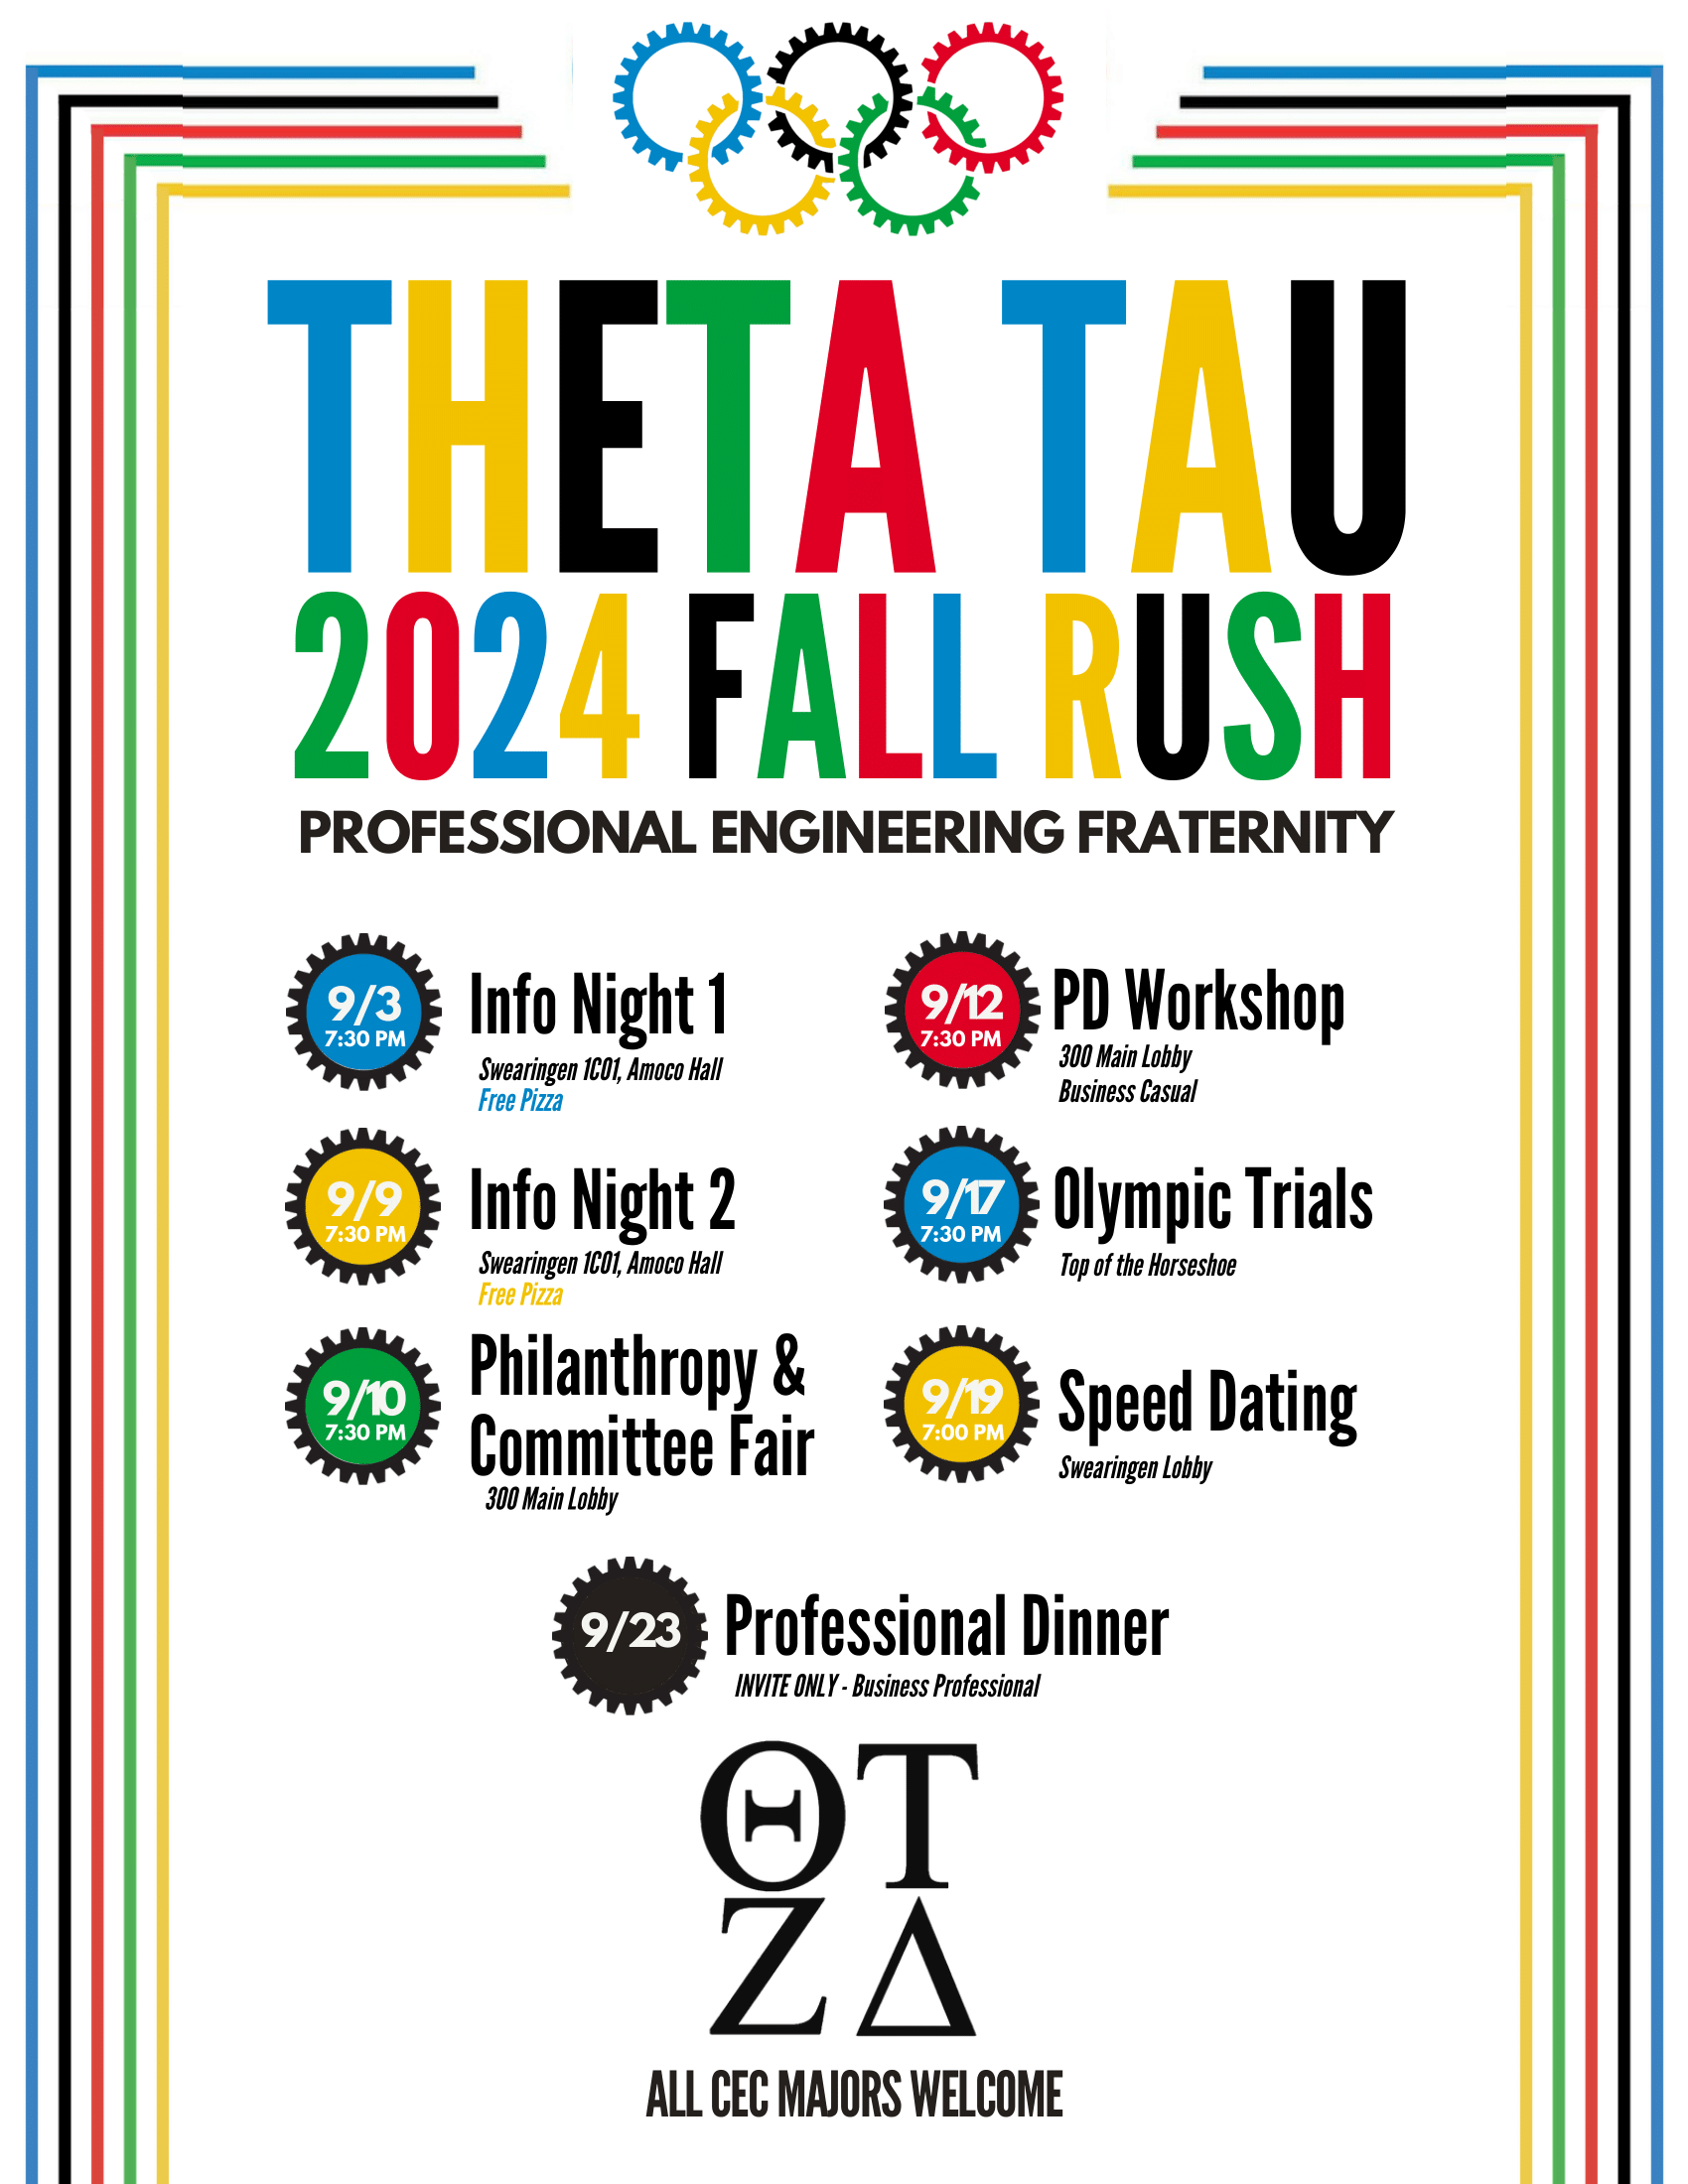 THETA TAU
2024 FALL RUSH
PROFESSIONAL ENGINEERING FRATERNITY
9/3
7:30 PM
Info Night 1
Swearingen 1C01, Amoco Hall
Free Pizza
9/9
7:30 PM
Info Night 2
Swearingen 1C01, Amoco Hall
Free Pizza
9/10
7:30 PM
Philanthropy &
Committee Fair
300 Main Lobby
9/12
7:30 PM
PD Workshop
300 Main Lobby
Business Casual
9/17
7:30 PM
Olympic Trials
Top of the Horseshoe
9/19
7:00 PM
Speed Dating
Swearingen Lobby
9/23
Professional Dinner
INVITE ONLY - Business Professional
ΘΤ
ΖΔ
ALL CEC MAJORS WELCOME